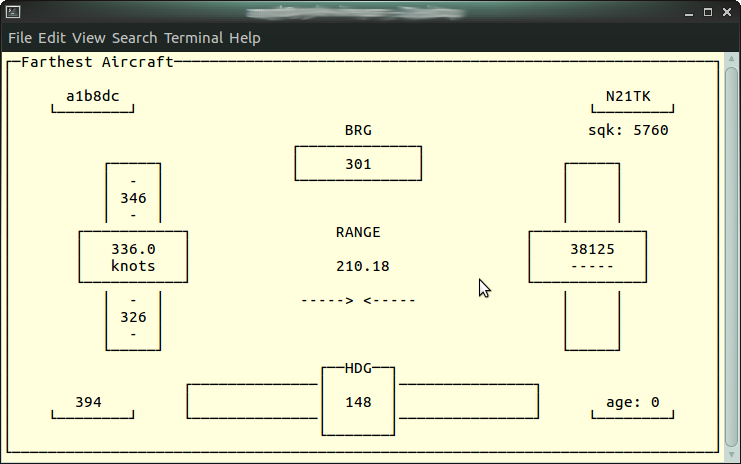 File Edit View Search Terminal Help
Farthest Aircraft
a1b8dc N21TK
BRG sqk: 5760
301
-
346
-
RANGE
336.0 38125
knots 210.18 -----
- -----> <-----
326
-
HDG
394 148 age: 0